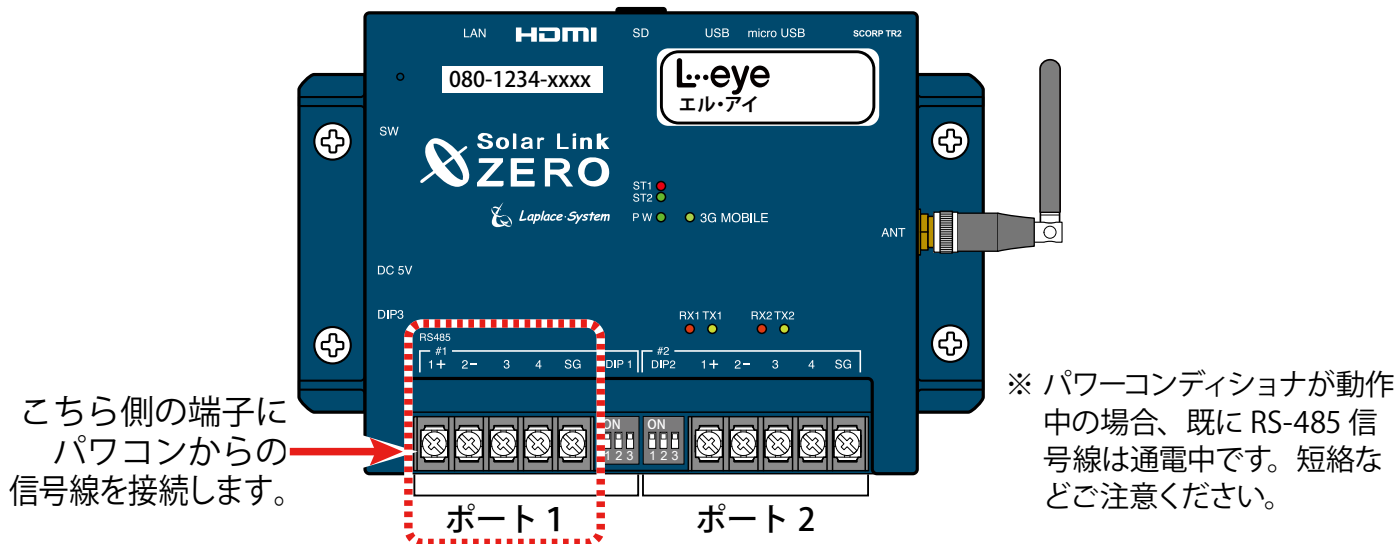 LAN HDMI SD USB micro USB SCORP TR2
080-1234-xxxx
L・・eye
エル・アイ
SW
Solar Link
ZERO
Laplace・System
ST1
ST2
PW 3G MOBILE
ANT
DC 5V
DIP3
RX1 TX1 RX2 TX2
RS485
#1 #2
1+ 2- 3 4 SG DIP 1 DIP2 1+ 2- 3 4 SG
ON ON
1 2 3 1 2 3
こちら側の端子に
パワコンからの
信号線を接続します。
ポート 1 ポート 2
※ パワーコンディショナが動作
中の場合、既に RS-485 信
号線は通電中です。短絡な
どご注意ください。